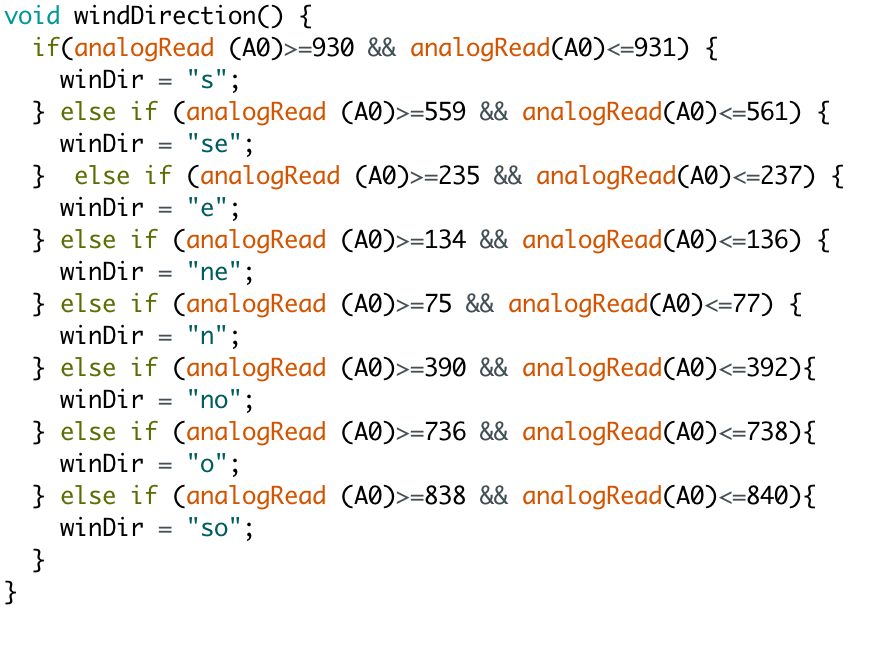 void windDirection() {
  if(analogRead (A0)>=930 && analogRead(A0)<=931) {
    winDir = "s";
  } else if (analogRead (A0)>=559 && analogRead(A0)<=561) {
    winDir = "se";
  }  else if (analogRead (A0)>=235 && analogRead(A0)<=237) {
    winDir = "e";
  } else if (analogRead (A0)>=134 && analogRead(A0)<=136) {
    winDir = "ne";
  } else if (analogRead (A0)>=75 && analogRead(A0)<=77) {
    winDir = "n";
  } else if (analogRead (A0)>=390 && analogRead(A0)<=392){
    winDir = "no";
  } else if (analogRead (A0)>=736 && analogRead(A0)<=738){
    winDir = "o";
  } else if (analogRead (A0)>=838 && analogRead(A0)<=840){
    winDir = "so";
  }
}